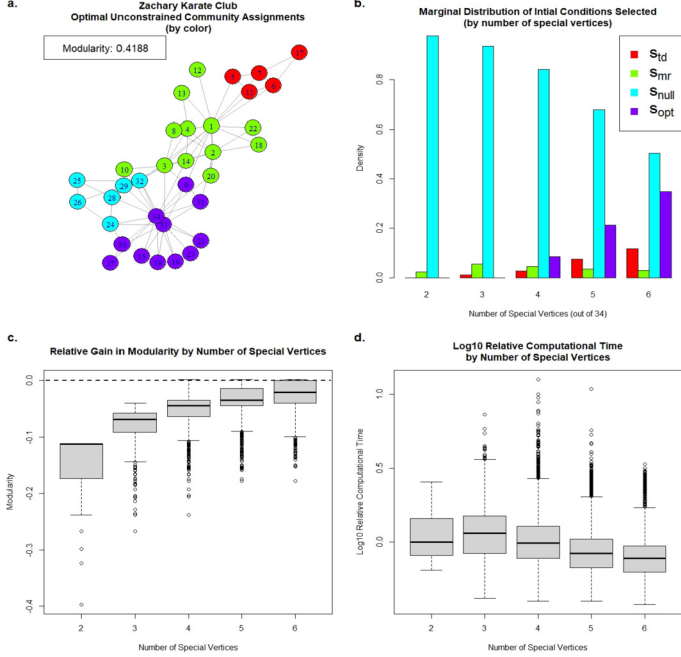 a.
Zachary Karate Club
Optimal Unconstrained Community Assignments
(by color)
Modularity: 0.4188
12
13
8
4
1
22
18
2
3
14
10
20
25
29
32
26
28
24
b.
Marginal Distribution of Intial Conditions Selected
(by number of special vertices)
Density
0.8
0.6
0.4
0.2
0.0
Std
Smr
Snull
Sopt
2 3 4 5 6
Number of Special Vertices (out of 34)
c.
Relative Gain in Modularity by Number of Special Vertices
Modularity
0.0
-0.1
-0.2
-0.3
-0.4
2 3 4 5 6
Number of Special Vertices
d.
Log10 Relative Computational Time
by Number of Special Vertices
Log10 Relative Computational Time
1.0
0.5
0.0
2 3 4 5 6
Number of Special Vertices